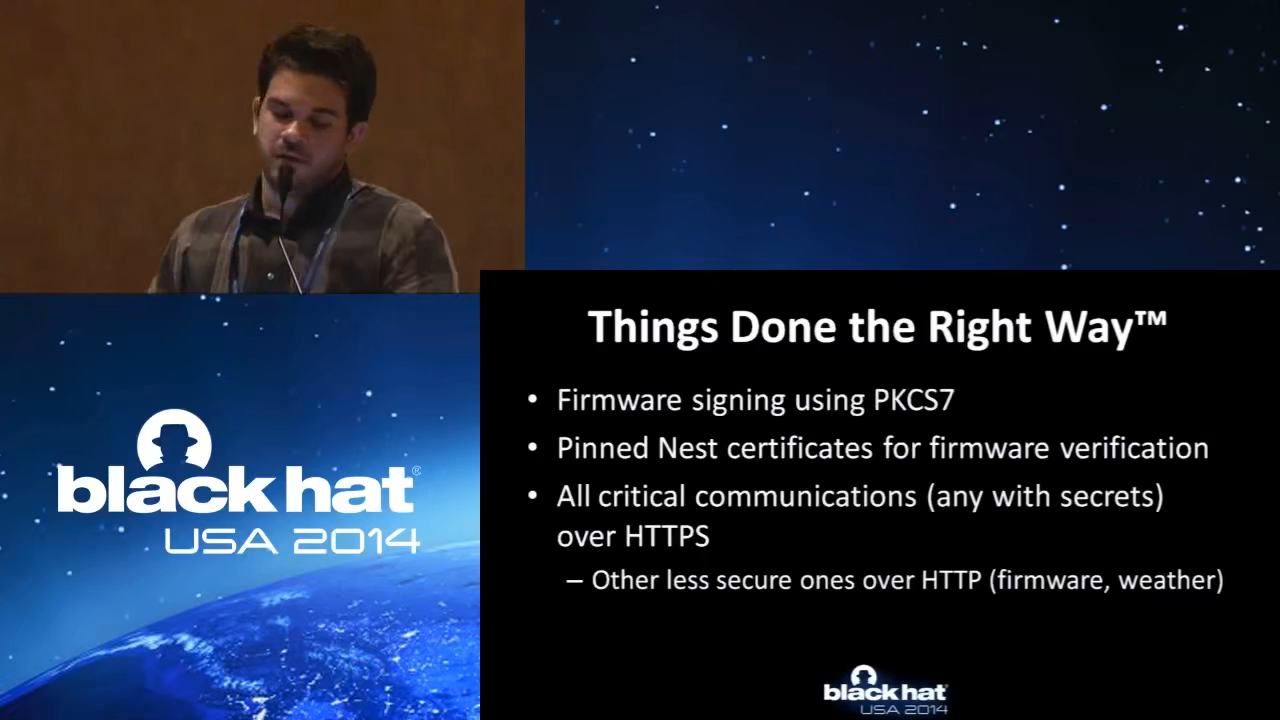 Things Done the Right Way™
• Firmware signing using PKCS7
• Pinned Nest certificates for firmware verification
• All critical communications (any with secrets)
over HTTPS
– Other less secure ones over HTTP (firmware, weather)
black hat®
USA 2014
black hat
USA 2014